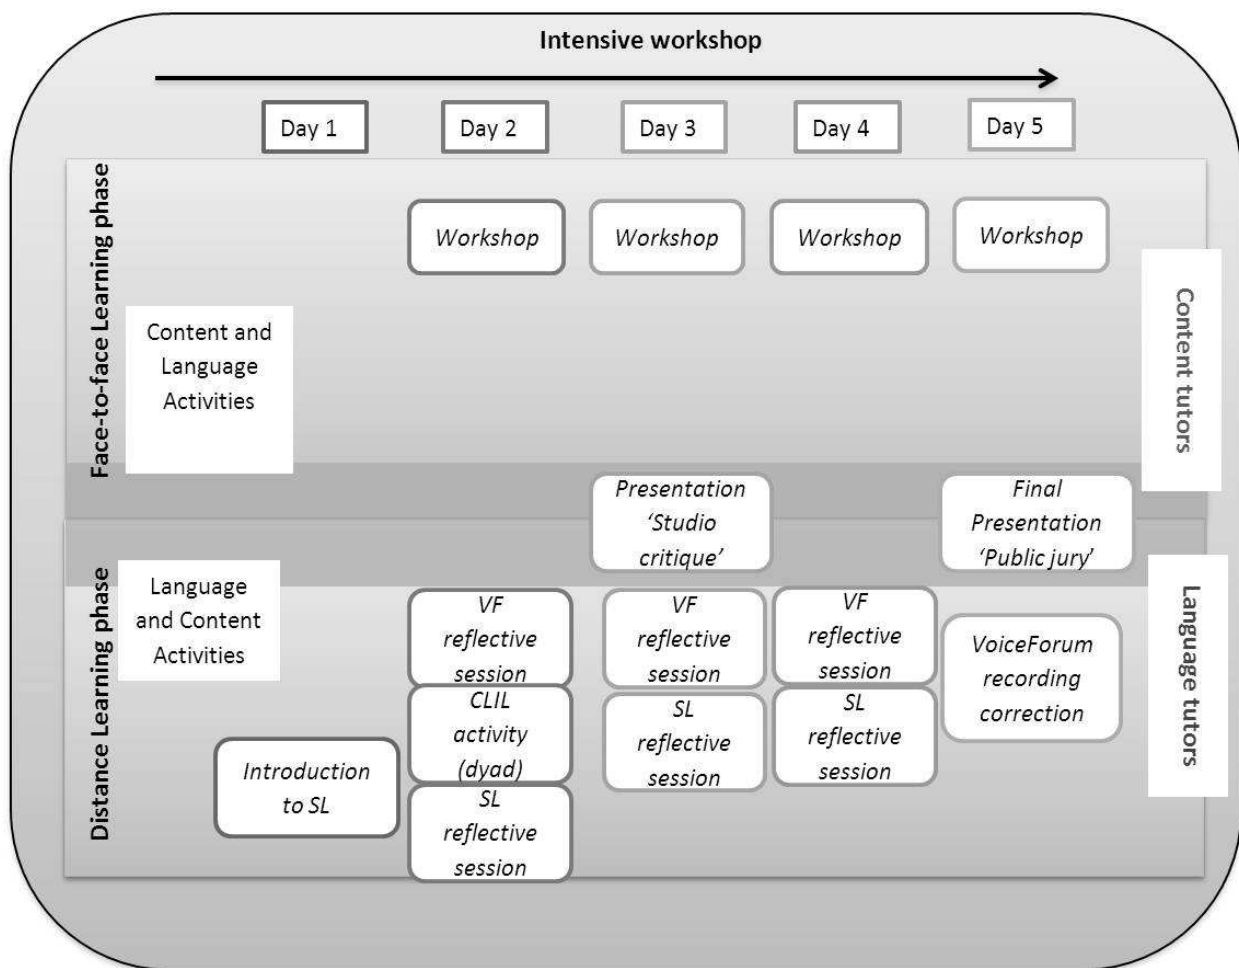 Intensive workshop
Day 1
Day 2
Day 3
Day 4
Day 5
Face-to-face Learning phase
Workshop
Workshop
Workshop
Workshop
Content tutors
Content and
Language
Activities
Presentation
‘Studio
critique’
Final
Presentation
‘Public jury’
Distance Learning phase
Language
and Content
Activities
Language tutors
VF
reflective
session
VF
reflective
session
VF
reflective
session
VoiceForum
recording
correction
CLIL
activity
(dyad)
SL
reflective
session
SL
reflective
session
Introduction
to SL
SL
reflective
session